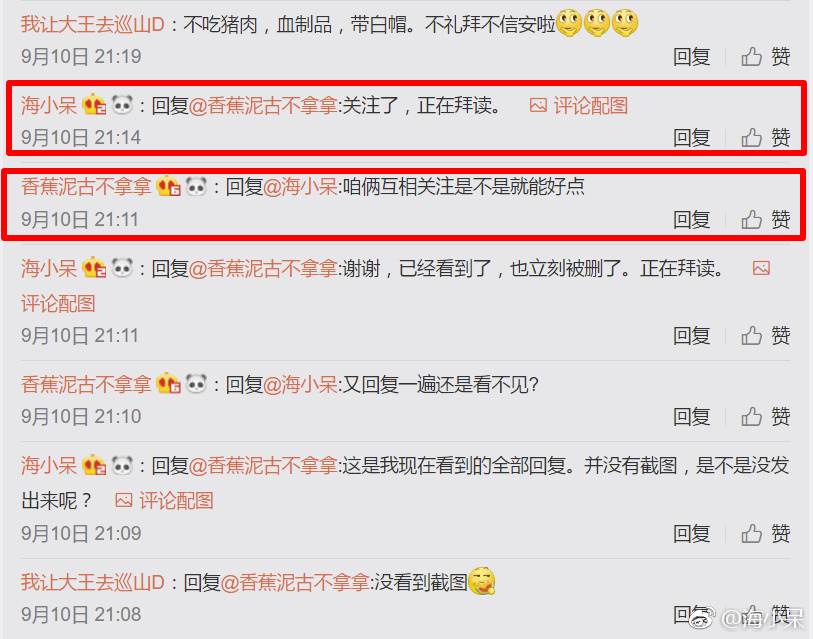 我让大王去巡山D：不吃猪肉，血制品，带白帽。不礼拜不信安啦
9月10日 21:19
回复 赞
海小呆：回复@香蕉泥古不拿拿:关注了，正在拜读。 评论配图
9月10日 21:14
回复 赞
香蕉泥古不拿拿：回复@海小呆:咱俩互相关注是不是就能好点
9月10日 21:11
回复 赞
海小呆：回复@香蕉泥古不拿拿:谢谢，已经看到了，也立刻被删了。正在拜读。
评论配图
9月10日 21:11
回复 赞
香蕉泥古不拿拿：回复@海小呆:又回复一遍还是看不见?
9月10日 21:10
回复 赞
海小呆：回复@香蕉泥古不拿拿:这是我现在看到的全部回复。并没有截图，是不是没发
出来呢？ 评论配图
9月10日 21:09
回复 赞
我让大王去巡山D：回复@香蕉泥古不拿拿:没看到截图
9月10日 21:08
回复 赞
@海小呆